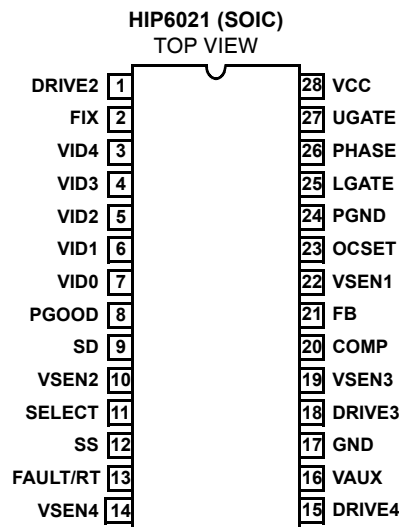 HIP6021 (SOIC)
TOP VIEW
DRIVE2 1 28 VCC
FIX 2 27 UGATE
VID4 3 26 PHASE
VID3 4 25 LGATE
VID2 5 24 PGND
VID1 6 23 OCSET
VID0 7 22 VSEN1
PGOOD 8 21 FB
SD 9 20 COMP
VSEN2 10 19 VSEN3
SELECT 11 18 DRIVE3
SS 12 17 GND
FAULT/RT 13 16 VAUX
VSEN4 14 15 DRIVE4